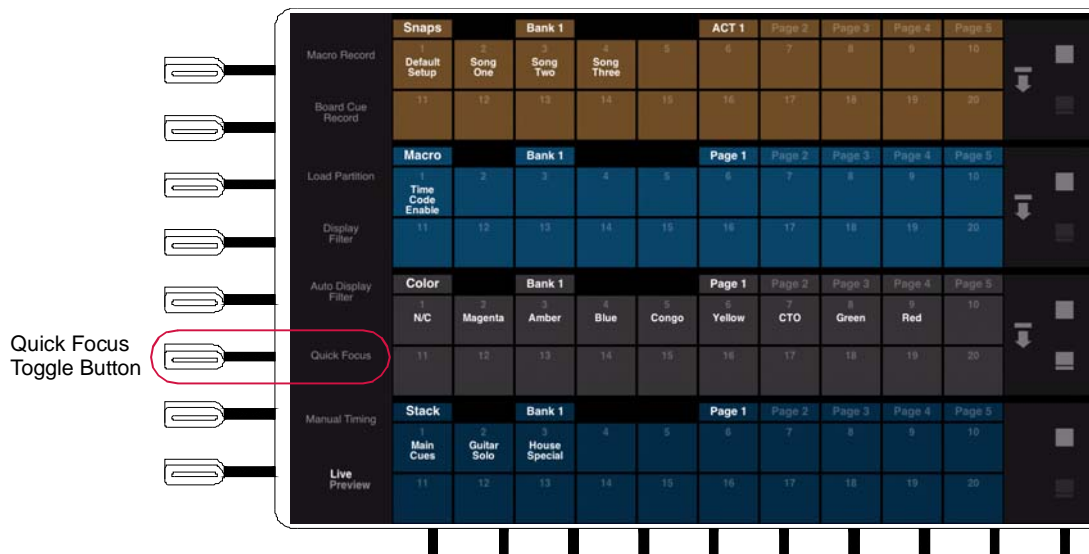 Snaps Bank 1 ACT 1 Page 2 Page 3 Page 4 Page 5
Macro Record
1 2 3 4 5 6 7 8 9 10
Default Setup Song One Song Two Song Three
Board Cue Record
11 12 13 14 15 16 17 18 19 20
Macro Bank 1 Page 1 Page 2 Page 3 Page 4 Page 5
Load Partition
1 2 3 4 5 6 7 8 9 10
Time Code Enable
Display Filter
11 12 13 14 15 16 17 18 19 20
Color Bank 1 Page 1 Page 2 Page 3 Page 4 Page 5
Auto Display Filter
1 2 3 4 5 6 7 8 9 10
N/C Magenta Amber Blue Congo Yellow CTO Green Red
Quick Focus Toggle Button
Quick Focus
11 12 13 14 15 16 17 18 19 20
Stack Bank 1 Page 1 Page 2 Page 3 Page 4 Page 5
Manual Timing
1 2 3 4 5 6 7 8 9 10
Main Cues Guitar Solo House Special
Live Preview
11 12 13 14 15 16 17 18 19 20